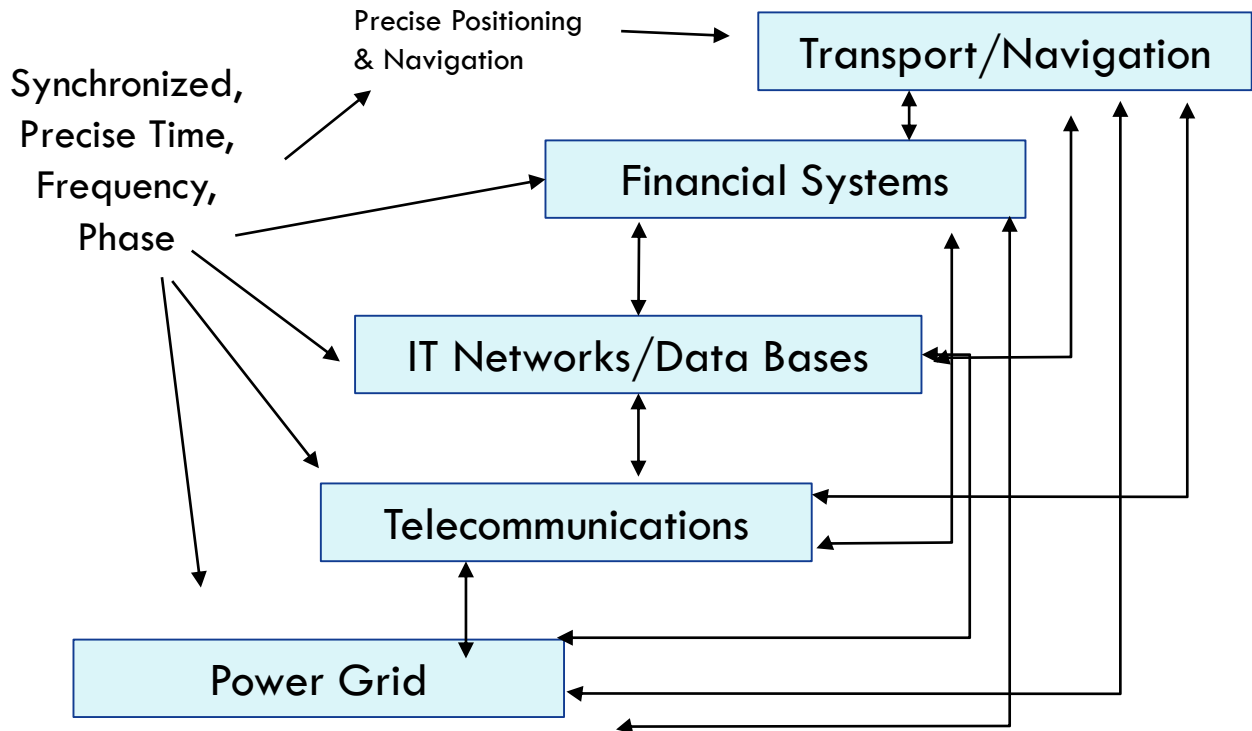 Precise Positioning
& Navigation
Transport/Navigation
Synchronized,
Precise Time,
Frequency,
Phase
Financial Systems
IT Networks/Data Bases
Telecommunications
Power Grid